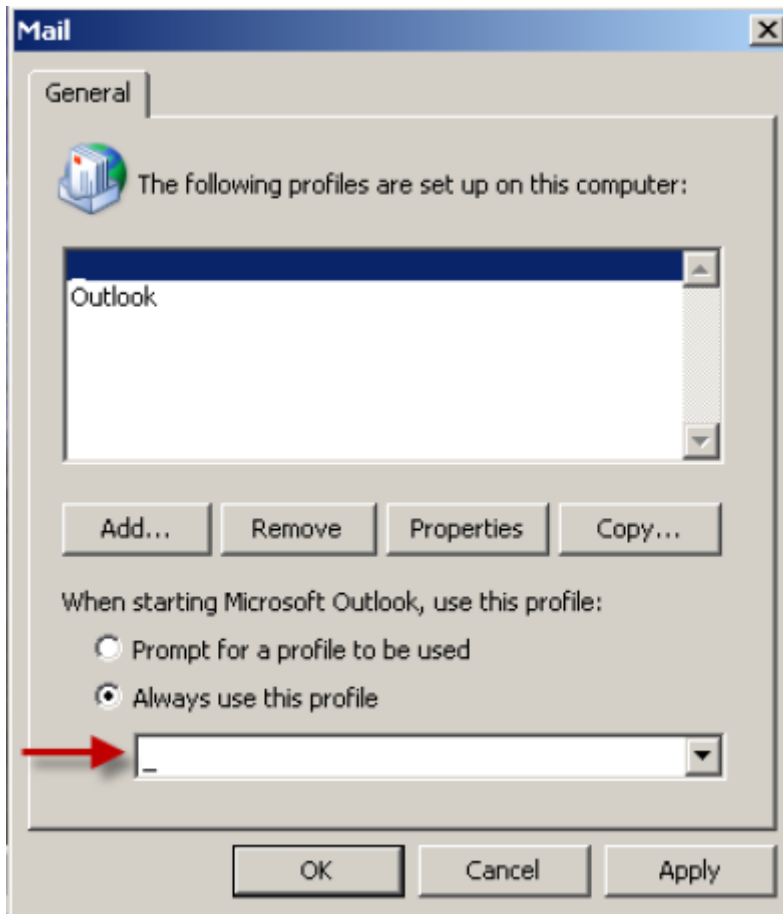 Mail
General
The following profiles are set up on this computer:
_
Outlook
Add... Remove Properties Copy...
When starting Microsoft Outlook, use this profile:
Prompt for a profile to be used
Always use this profile
_
OK Cancel Apply